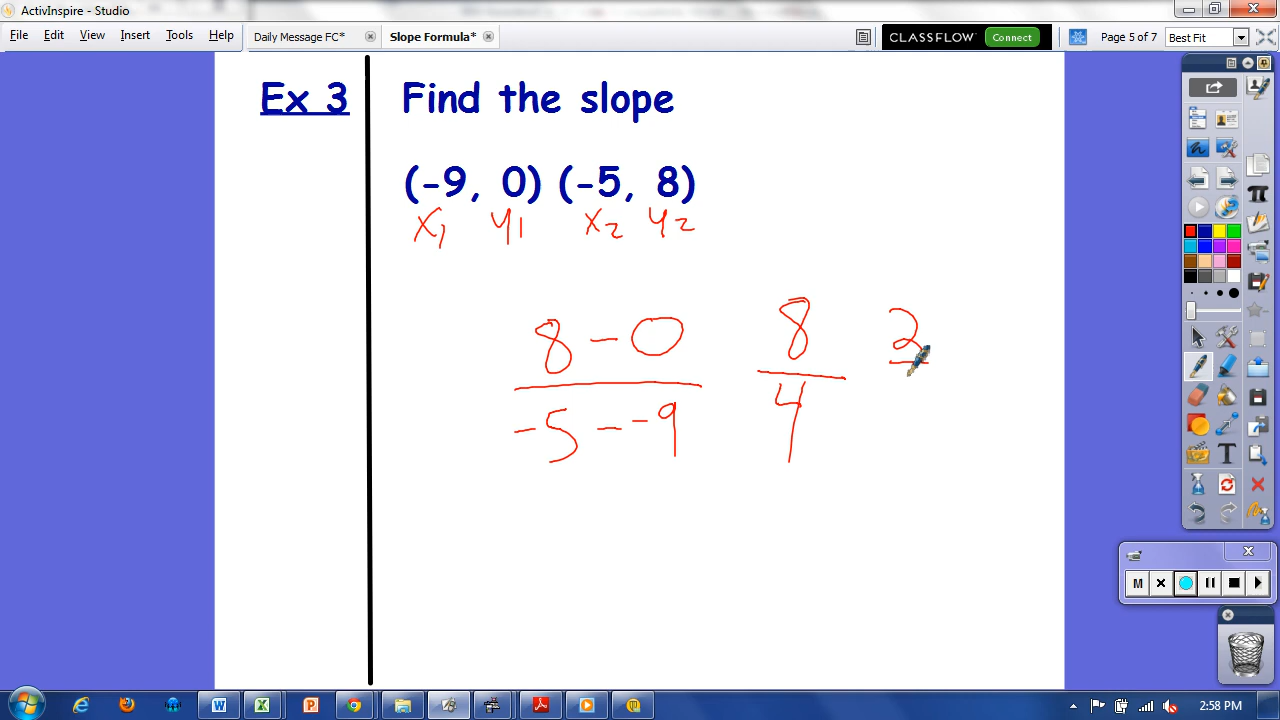 ActivInspire - Studio
File Edit View Insert Tools Help
Daily Message FC*
Slope Formula*
CLASSFLOW Connect
Page 5 of 7
Best Fit
Ex 3
Find the slope
(-9, 0) (-5, 8)
x1 y1 x2 y2
8 - 0
-5 - -9
8
4
2
M
2:58 PM